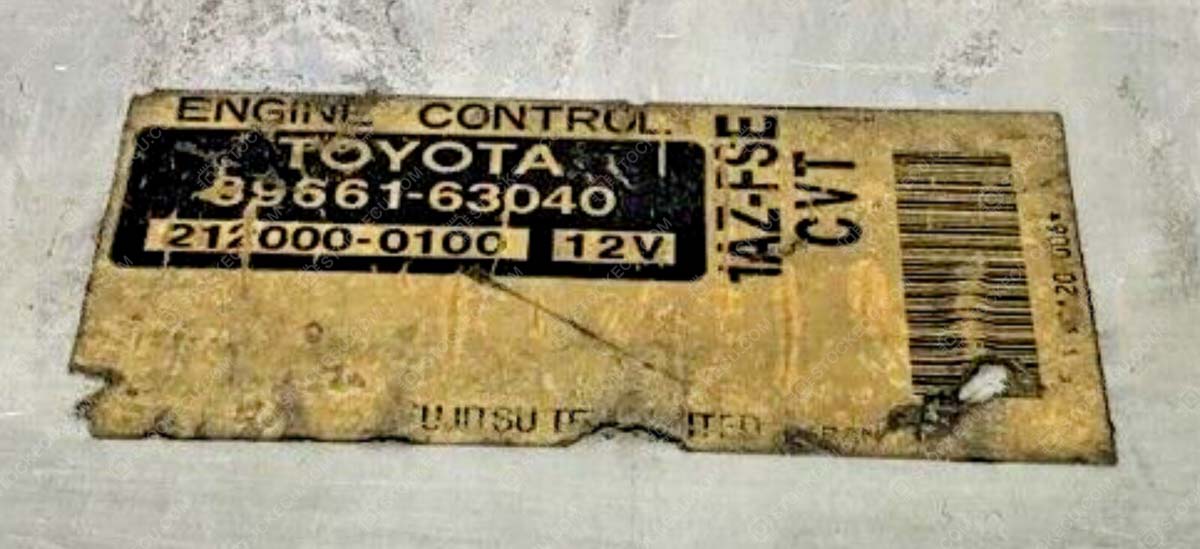 ENGINE CONTROL.
TOYOTA
89661-63040
212000-0100 12V
1AZ-FSE
CVT